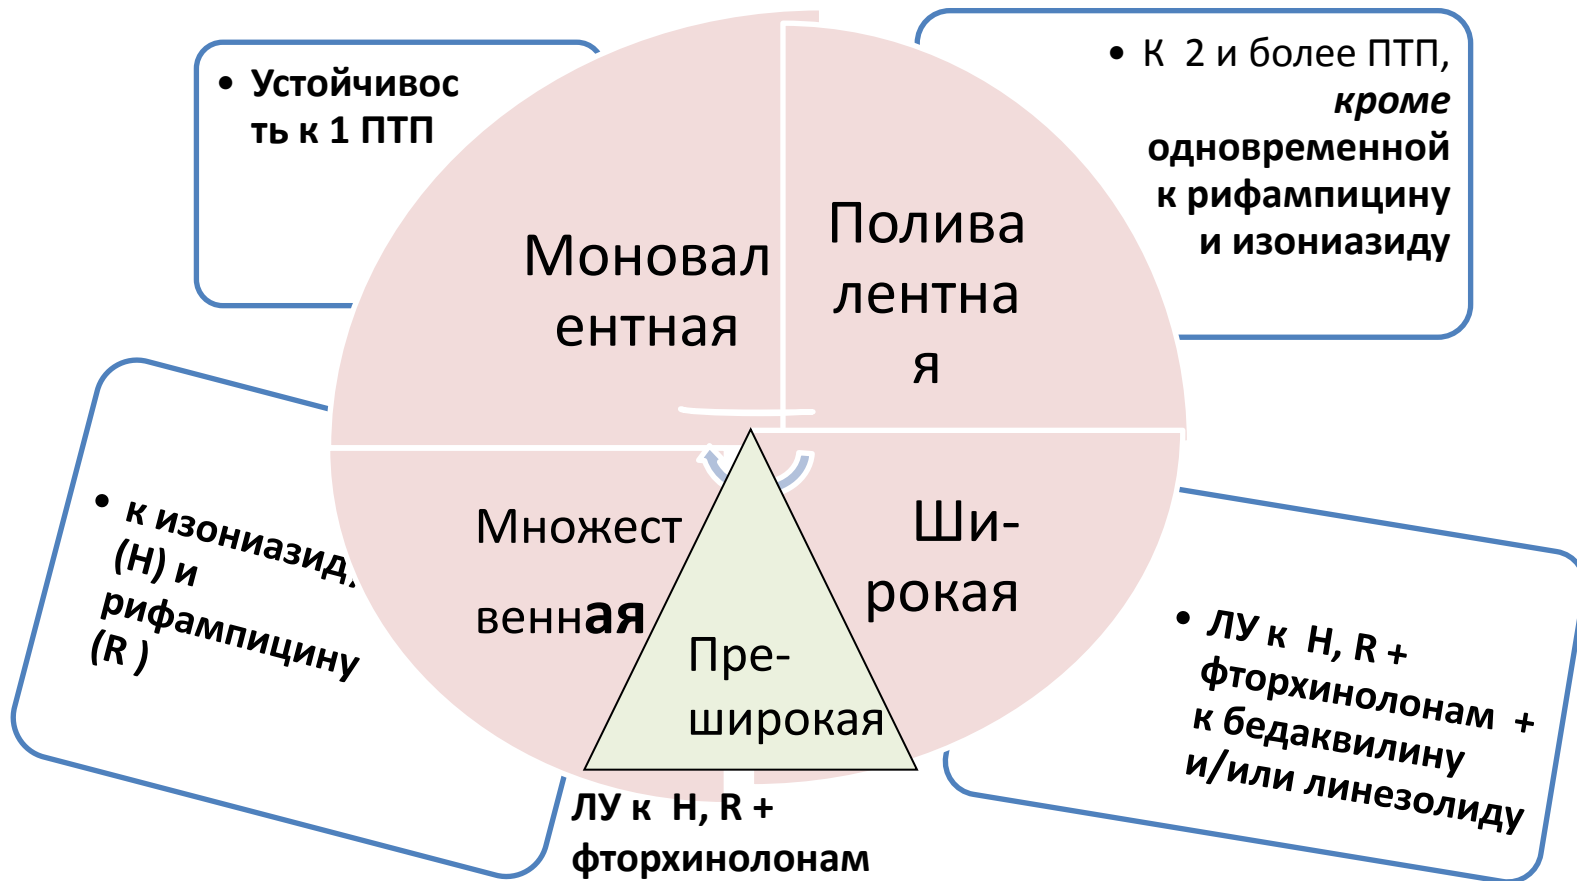 • Устойчивос
ть к 1 ПТП
• К 2 и более ПТП,
кроме
одновременной
к рифампицину
и изониазиду
Моновал
ентная
Полива
лентна
я
• к изониазиду
(Н) и
рифампицину
(R )
Множест
венная
Ши-
рокая
Пре-
широкая
• ЛУ к Н, R +
фторхинолонам +
к бедаквилину
и/или линезолиду
ЛУ к Н, R +
фторхинолонам